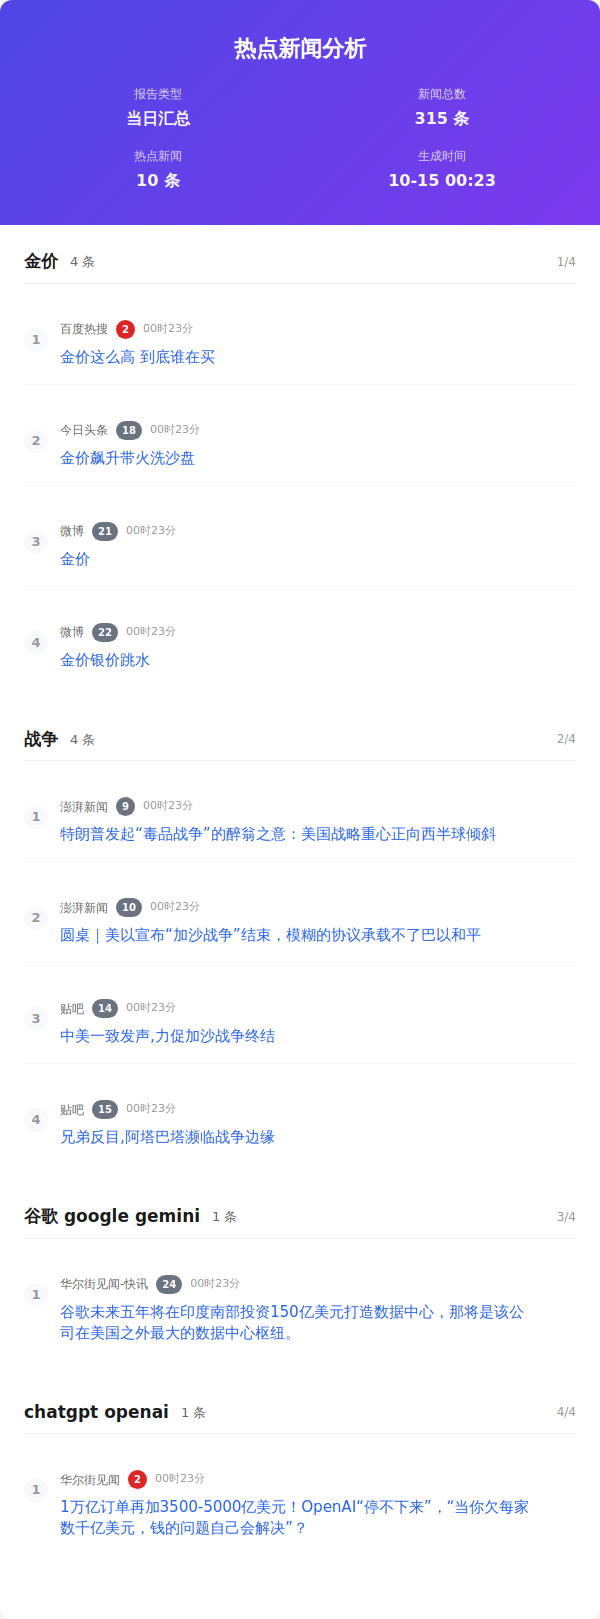 热点新闻分析
报告类型
新闻总数
当日汇总
315 条
热点新闻
生成时间
10 条
10-15 00:23
金价 4 条 1/4
1 百度热搜 2 00时23分
金价这么高 到底谁在买
2 今日头条 18 00时23分
金价飙升带火洗沙盘
3 微博 21 00时23分
金价
4 微博 22 00时23分
金价银价跳水
战争 4 条 2/4
1 澎湃新闻 9 00时23分
特朗普发起“毒品战争”的醉翁之意：美国战略重心正向西半球倾斜
2 澎湃新闻 10 00时23分
圆桌｜美以宣布“加沙战争”结束，模糊的协议承载不了巴以和平
3 贴吧 14 00时23分
中美一致发声,力促加沙战争终结
4 贴吧 15 00时23分
兄弟反目,阿塔巴塔濒临战争边缘
谷歌 google gemini 1 条 3/4
1 华尔街见闻-快讯 24 00时23分
谷歌未来五年将在印度南部投资150亿美元打造数据中心，那将是该公
司在美国之外最大的数据中心枢纽。
chatgpt openai 1 条 4/4
1 华尔街见闻 2 00时23分
1万亿订单再加3500-5000亿美元！OpenAI“停不下来”，“当你欠每家
数千亿美元，钱的问题自己会解决”？